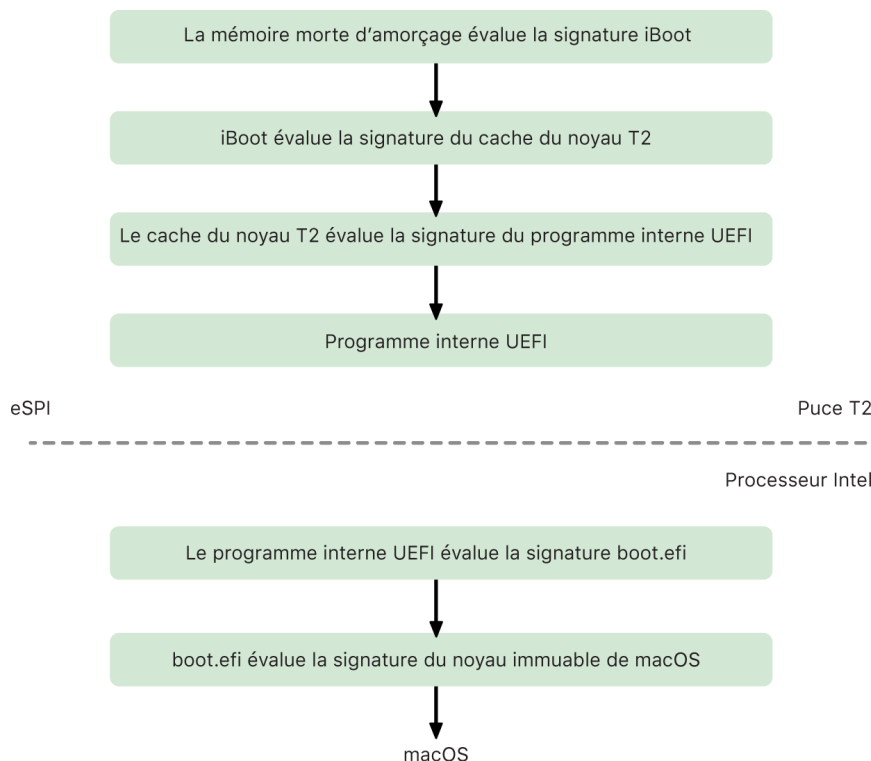 La mémoire morte d’amorçage évalue la signature iBoot
iBoot évalue la signature du cache du noyau T2
Le cache du noyau T2 évalue la signature du programme interne UEFI
Programme interne UEFI
eSPI
Puce T2
Processeur Intel
Le programme interne UEFI évalue la signature boot.efi
boot.efi évalue la signature du noyau immuable de macOS
macOS